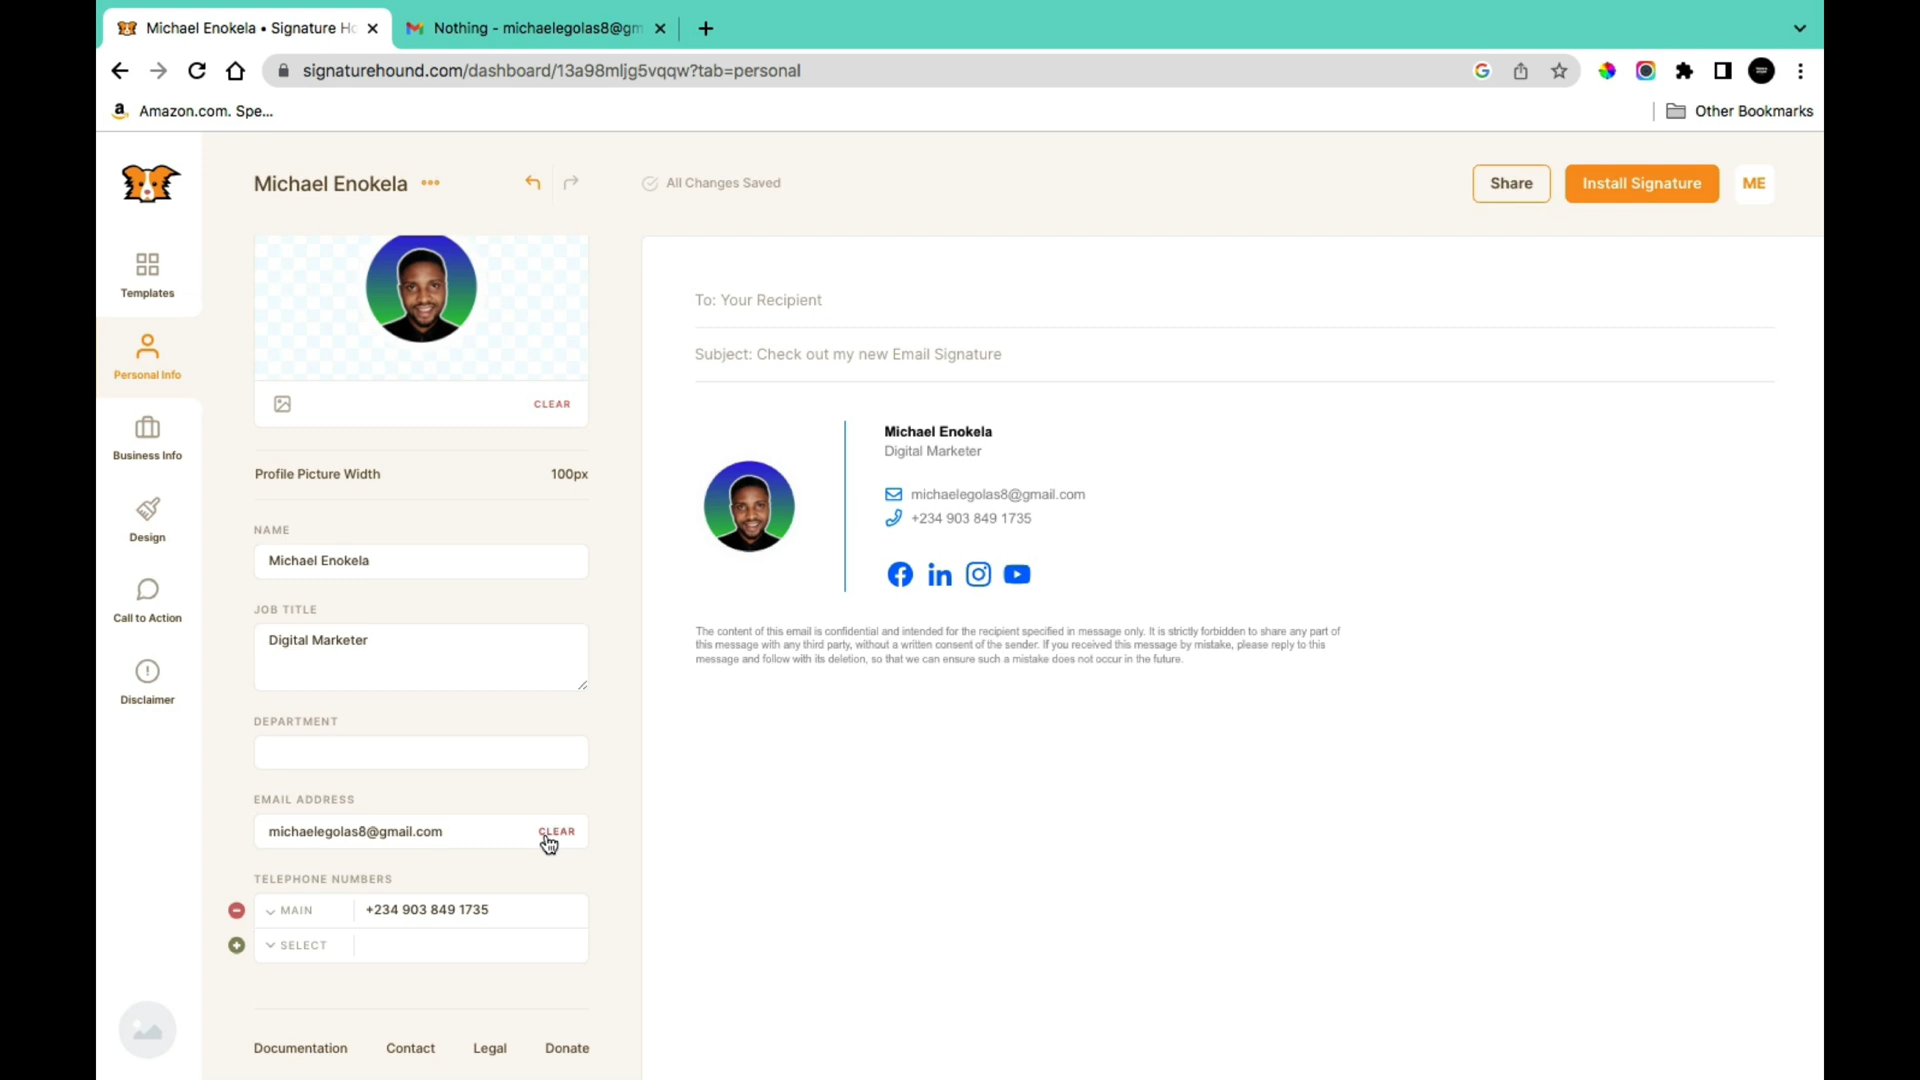 Michael Enokela • Signature Ho
Nothing - michaelegolas8@gm
signaturehound.com/dashboard/13a98mljg5vqqw?tab=personal
Amazon.com. Spe...
Other Bookmarks
Michael Enokela
All Changes Saved
Share
Install Signature
ME
Templates
Personal Info
Business Info
Design
Call to Action
Disclaimer
CLEAR
Profile Picture Width
100px
NAME
Michael Enokela
JOB TITLE
Digital Marketer
DEPARTMENT
EMAIL ADDRESS
michaelegolas8@gmail.com
CLEAR
TELEPHONE NUMBERS
MAIN
+234 903 849 1735
SELECT
Documentation
Contact
Legal
Donate
To: Your Recipient
Subject: Check out my new Email Signature
Michael Enokela
Digital Marketer
michaelegolas8@gmail.com
+234 903 849 1735
The content of this email is confidential and intended for the recipient specified in message only. It is strictly forbidden to share any part of
this message with any third party, without a written consent of the sender. If you received this message by mistake, please reply to this
message and follow with its deletion, so that we can ensure such a mistake does not occur in the future.